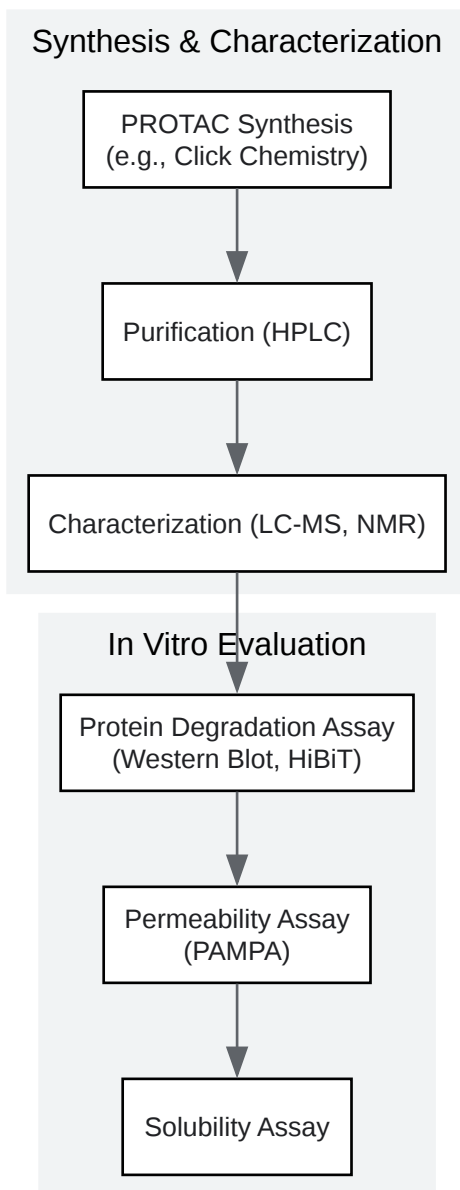 Synthesis & Characterization
PROTAC Synthesis
(e.g., Click Chemistry)
Purification (HPLC)
Characterization (LC-MS, NMR)
In Vitro Evaluation
Protein Degradation Assay
(Western Blot, HiBiT)
Permeability Assay
(PAMPA)
Solubility Assay